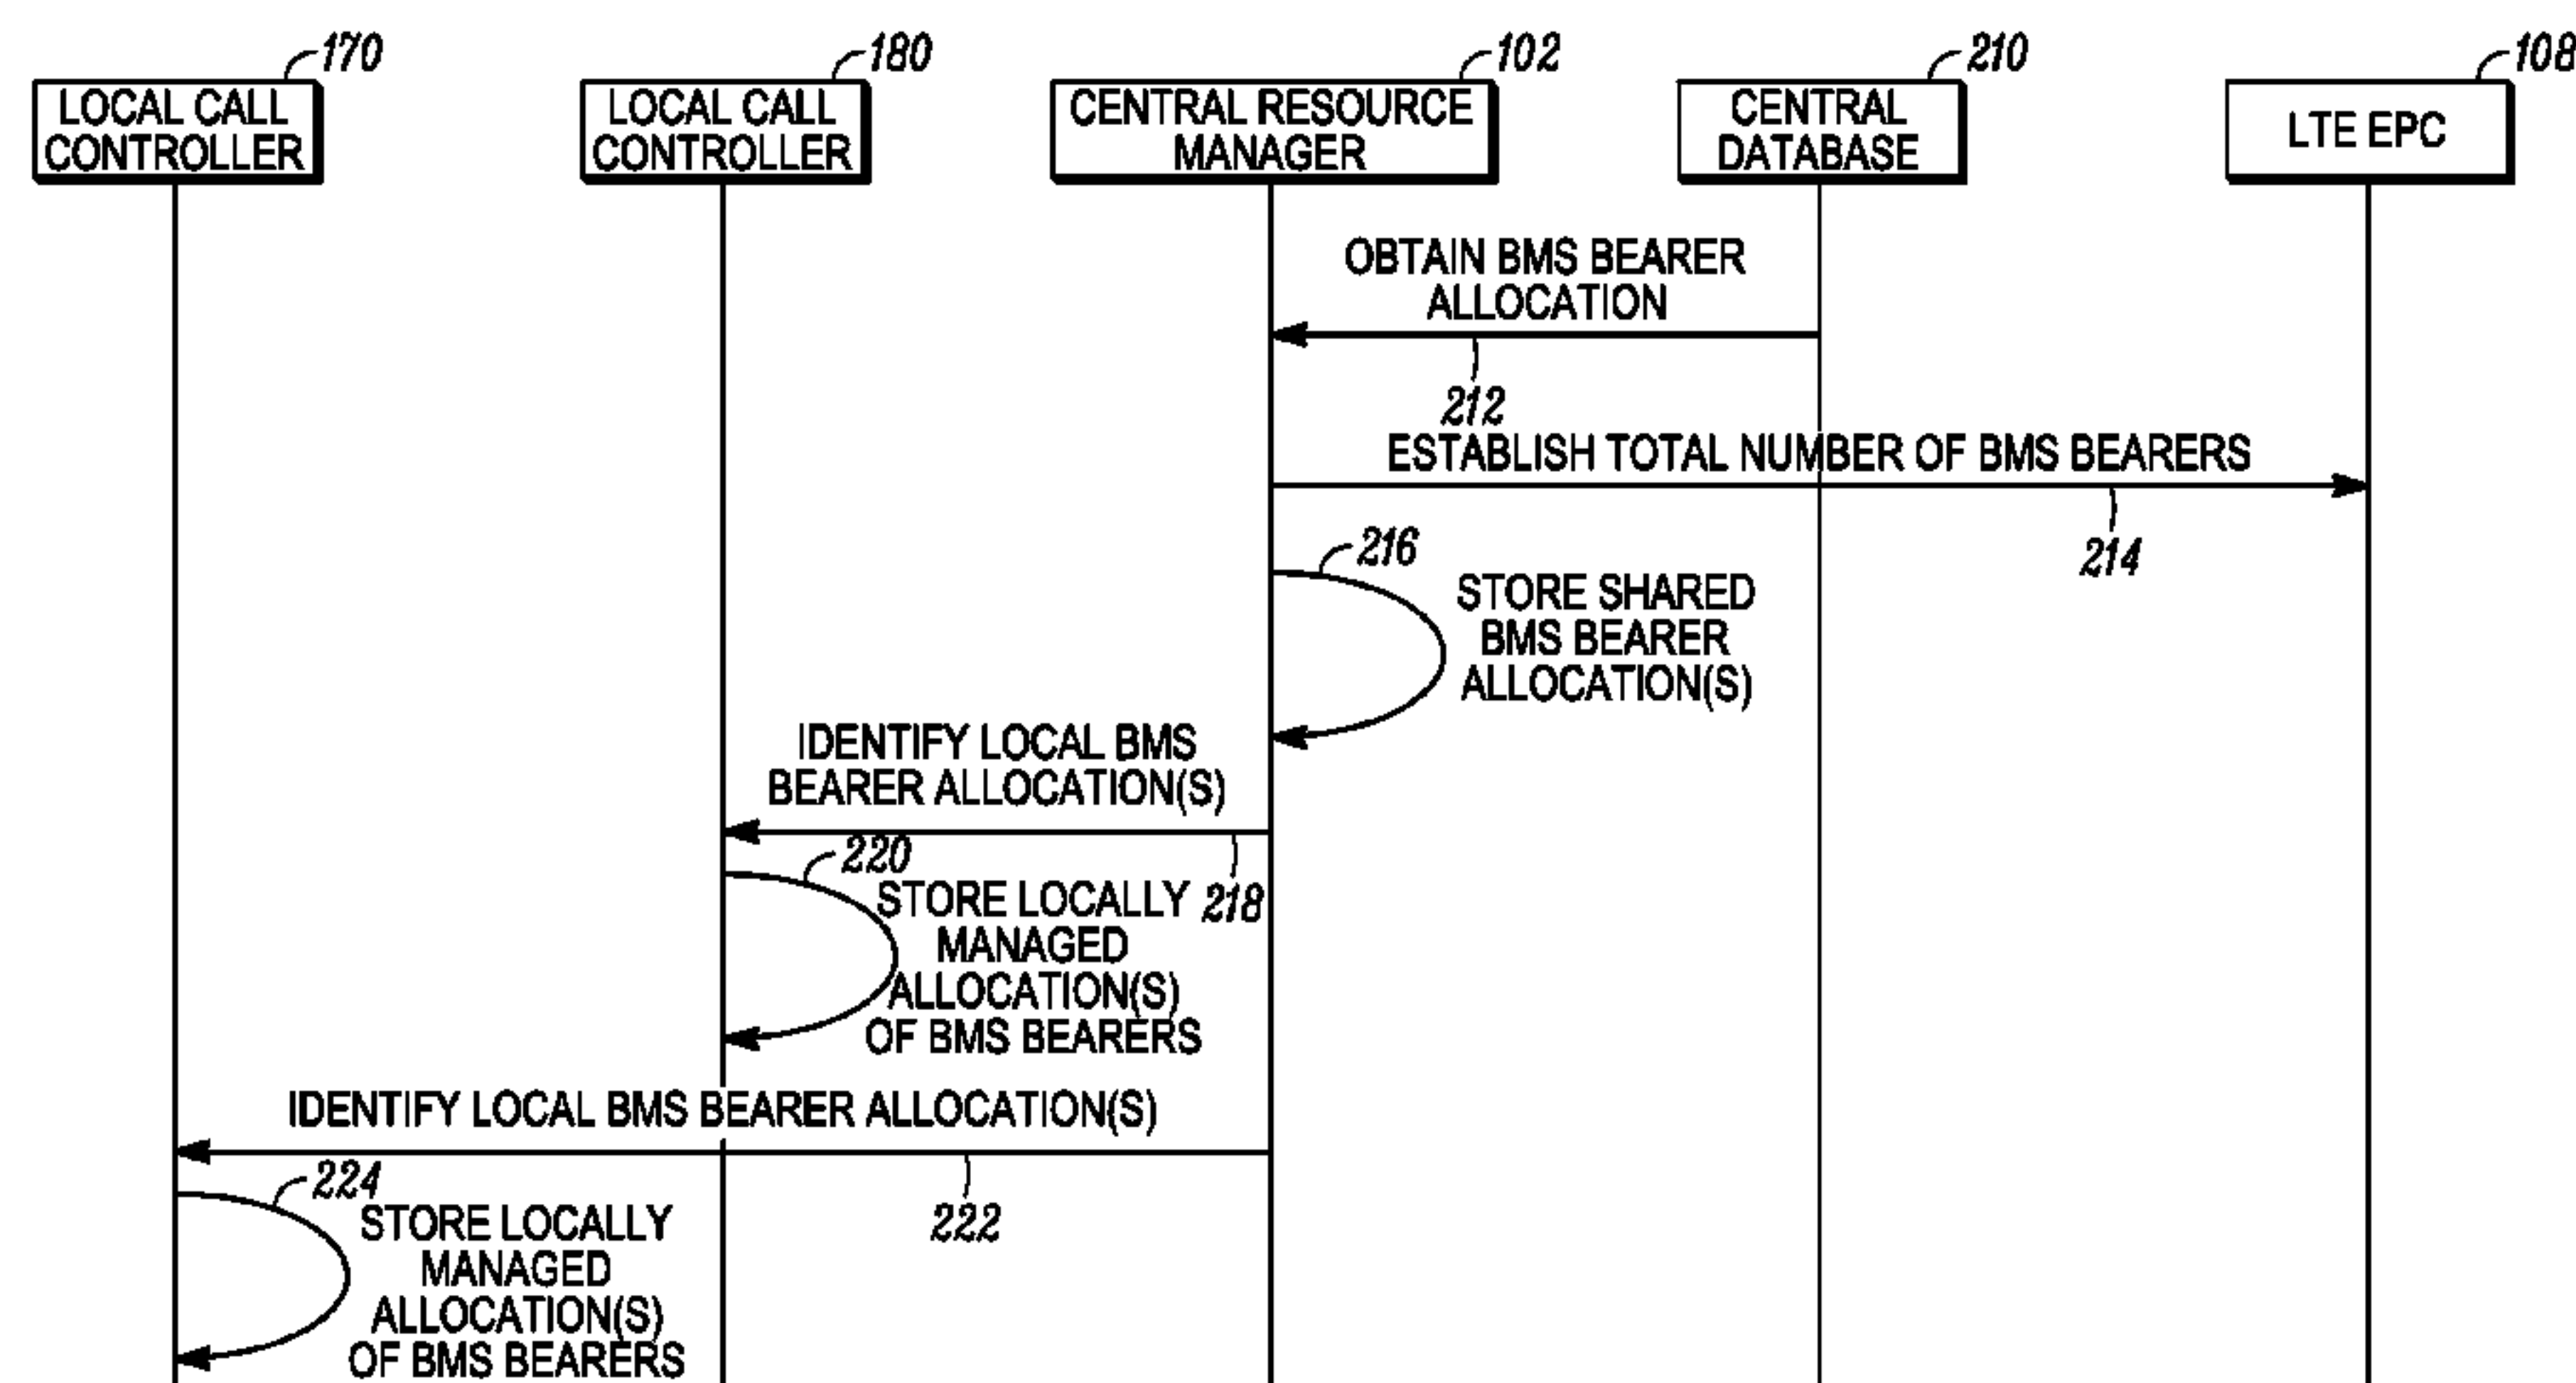 170
LOCAL CALL
CONTROLLER
180
LOCAL CALL
CONTROLLER
102
CENTRAL RESOURCE
MANAGER
210
CENTRAL
DATABASE
108
LTE EPC
OBTAIN BMS BEARER
ALLOCATION
212
ESTABLISH TOTAL NUMBER OF BMS BEARERS
214
216
STORE SHARED
BMS BEARER
ALLOCATION(S)
IDENTIFY LOCAL BMS
BEARER ALLOCATION(S)
218
220
STORE LOCALLY
MANAGED
ALLOCATION(S)
OF BMS BEARERS
IDENTIFY LOCAL BMS BEARER ALLOCATION(S)
222
224
STORE LOCALLY
MANAGED
ALLOCATION(S)
OF BMS BEARERS